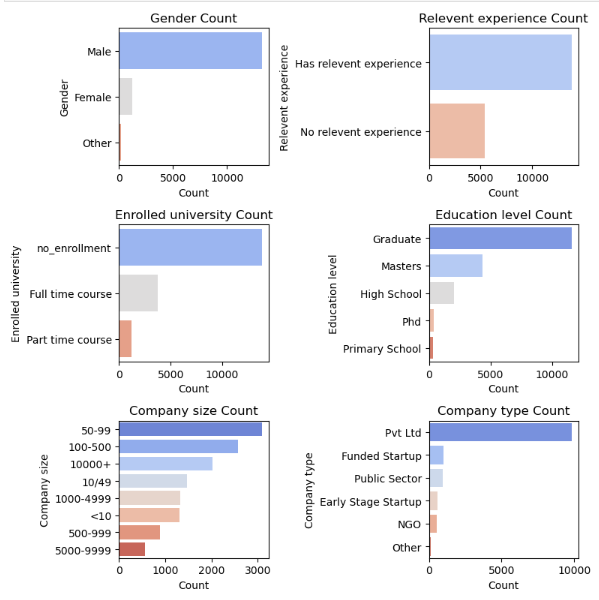 Gender Count
Gender
Male
Female
Other
0 10000
Count
Relevent experience Count
Relevent experience
Has relevent experience
No relevent experience
0 5000 10000
Count
Enrolled university Count
Enrolled university
no_enrollment
Full time course
Part time course
0 5000 10000
Count
Education level Count
Education level
Graduate
Masters
High School
Phd
Primary School
0 5000 10000
Count
Company size Count
Company size
50-99
100-500
10000+
10/49
1000-4999
<10
500-999
5000-9999
0 1000 2000 3000
Count
Company type Count
Company type
Pvt Ltd
Funded Startup
Public Sector
Early Stage Startup
NGO
Other
0 5000 10000
Count